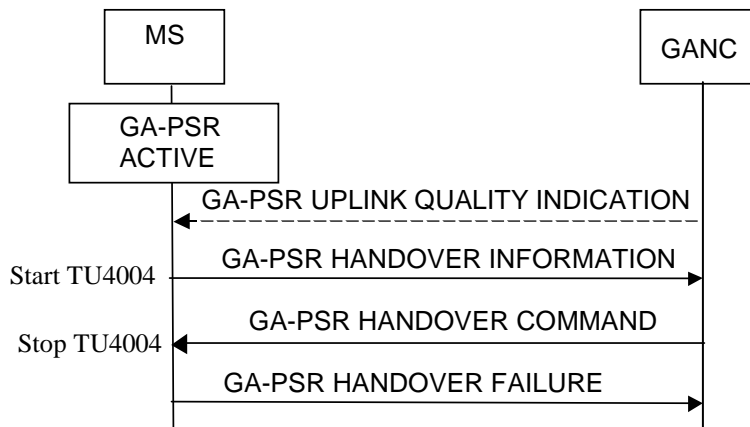 MS
GANC
GA-PSR
ACTIVE
GA-PSR UPLINK QUALITY INDICATION
GA-PSR HANDOVER INFORMATION
Start TU4004
GA-PSR HANDOVER COMMAND
Stop TU4004
GA-PSR HANDOVER FAILURE